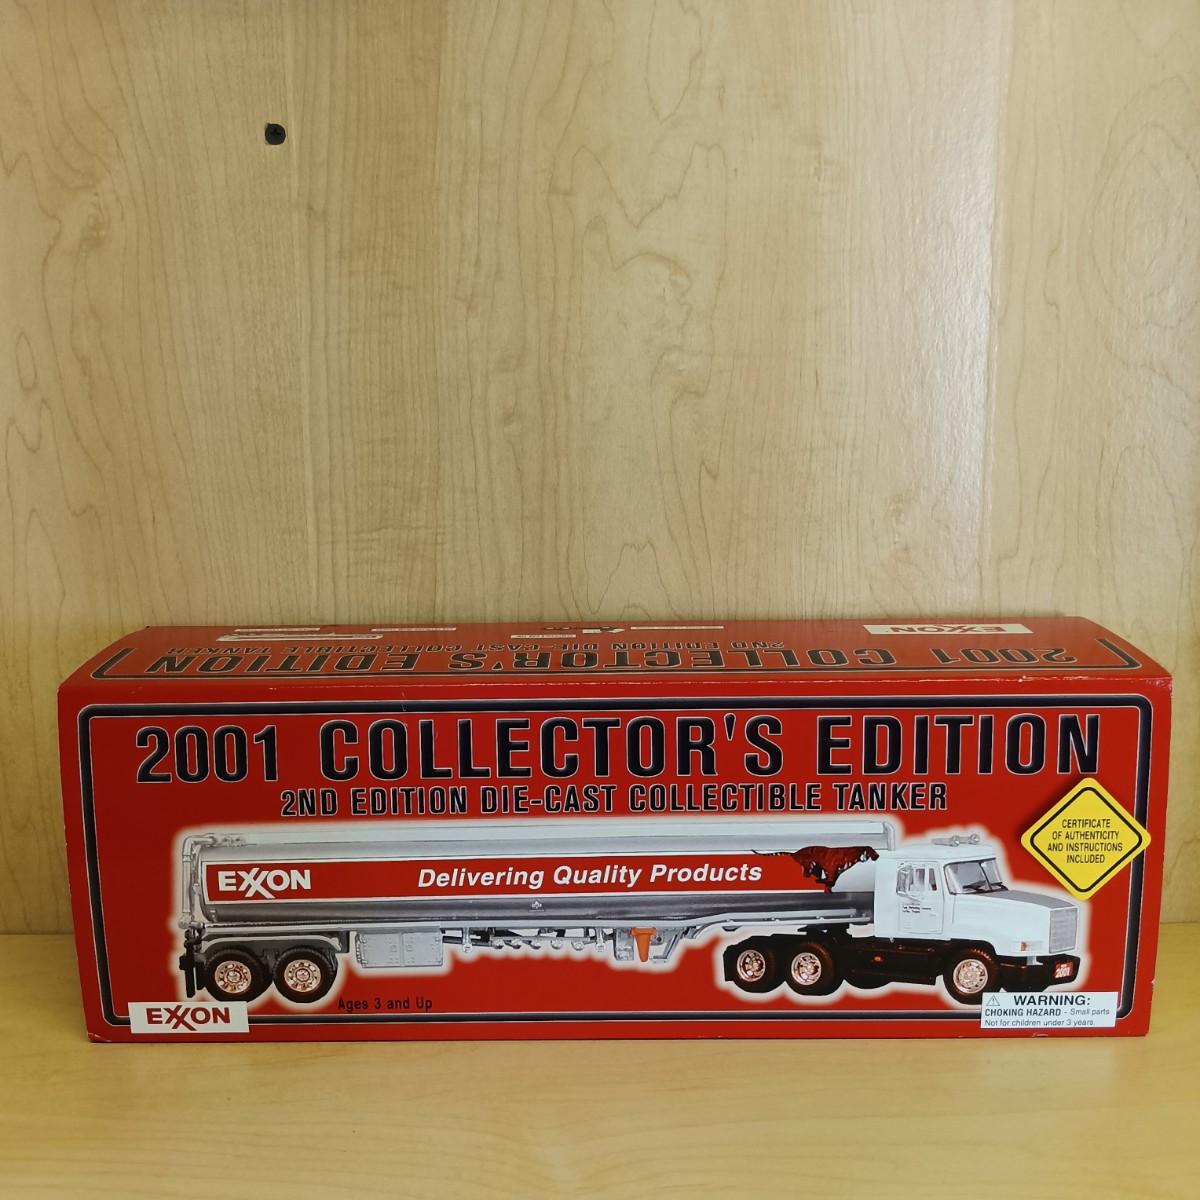 EXXON
2001 COLLECTOR'S EDITION
2ND EDITION DIE-CAST COLLECTIBLE TANKER
2001 COLLECTOR'S EDITION
2ND EDITION DIE-CAST COLLECTIBLE TANKER
CERTIFICATE
OF AUTHENTICITY
AND INSTRUCTIONS
INCLUDED
EXXON
Delivering Quality Products
2001
Ages 3 and Up
EXXON
WARNING:
CHOKING HAZARD - Small parts
Not for children under 3 years.